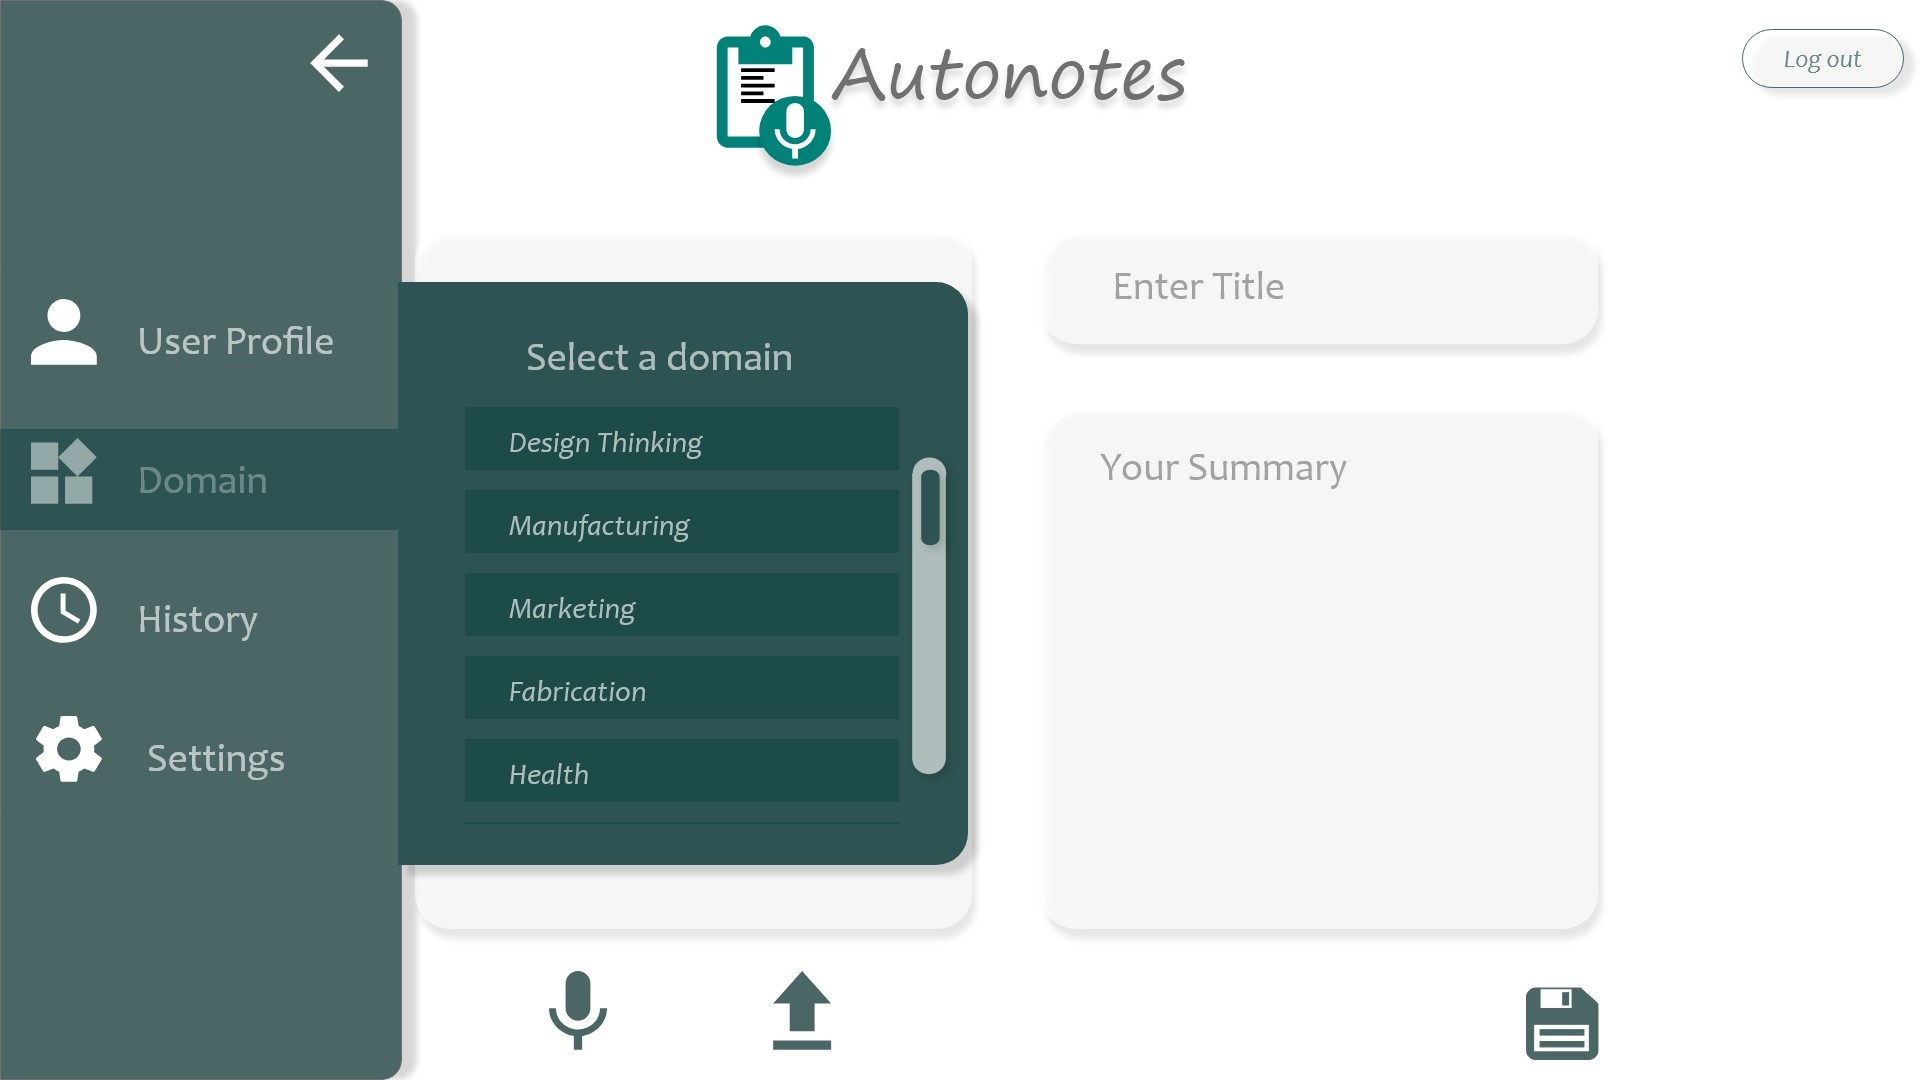 Autonotes
Log out
User Profile
Domain
History
Settings
Select a domain
Design Thinking
Manufacturing
Marketing
Fabrication
Health
Enter Title
Your Summary